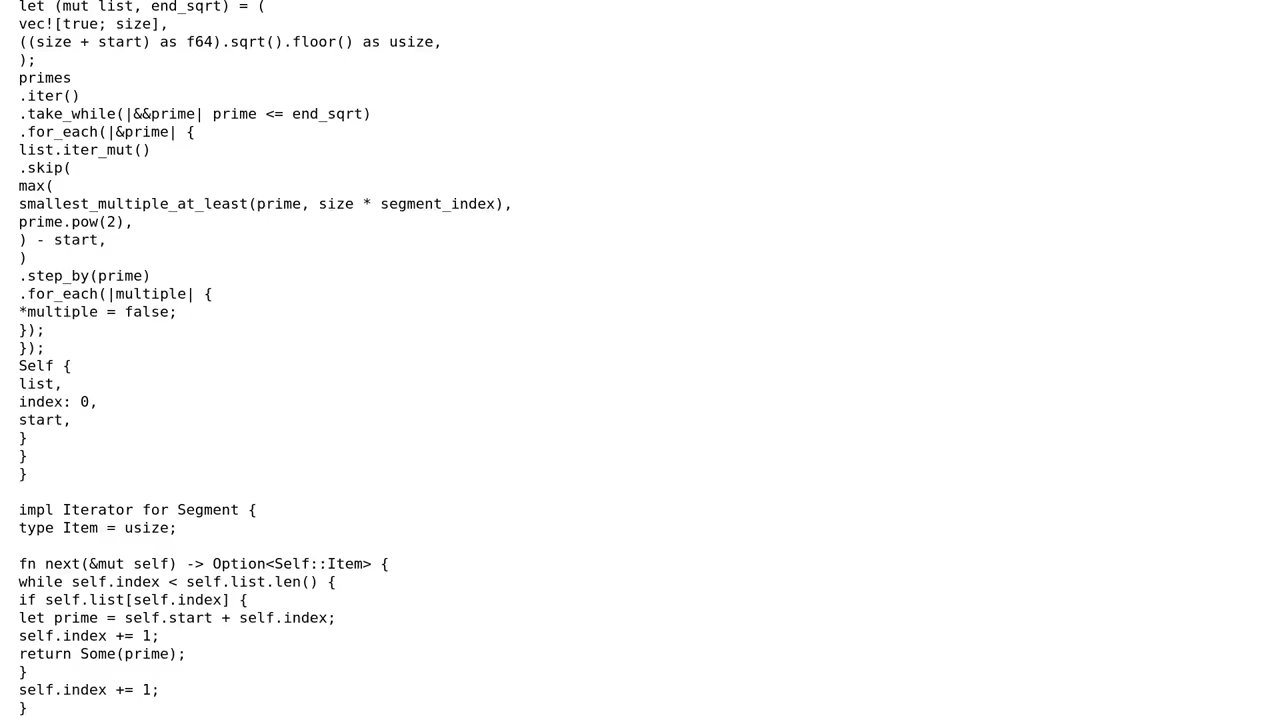 let (mut list, end_sqrt) = (
vec![true; size],
((size + start) as f64).sqrt().floor() as usize,
);
primes
.iter()
.take_while(|&&prime| prime <= end_sqrt)
.for_each(|&prime| {
list.iter_mut()
.skip(
max(
smallest_multiple_at_least(prime, size * segment_index),
prime.pow(2),
) - start,
)
.step_by(prime)
.for_each(|multiple| {
*multiple = false;
});
});
Self {
list,
index: 0,
start,
}
}
}

impl Iterator for Segment {
type Item = usize;

fn next(&mut self) -> Option<Self::Item> {
while self.index < self.list.len() {
if self.list[self.index] {
let prime = self.start + self.index;
self.index += 1;
return Some(prime);
}
self.index += 1;
}